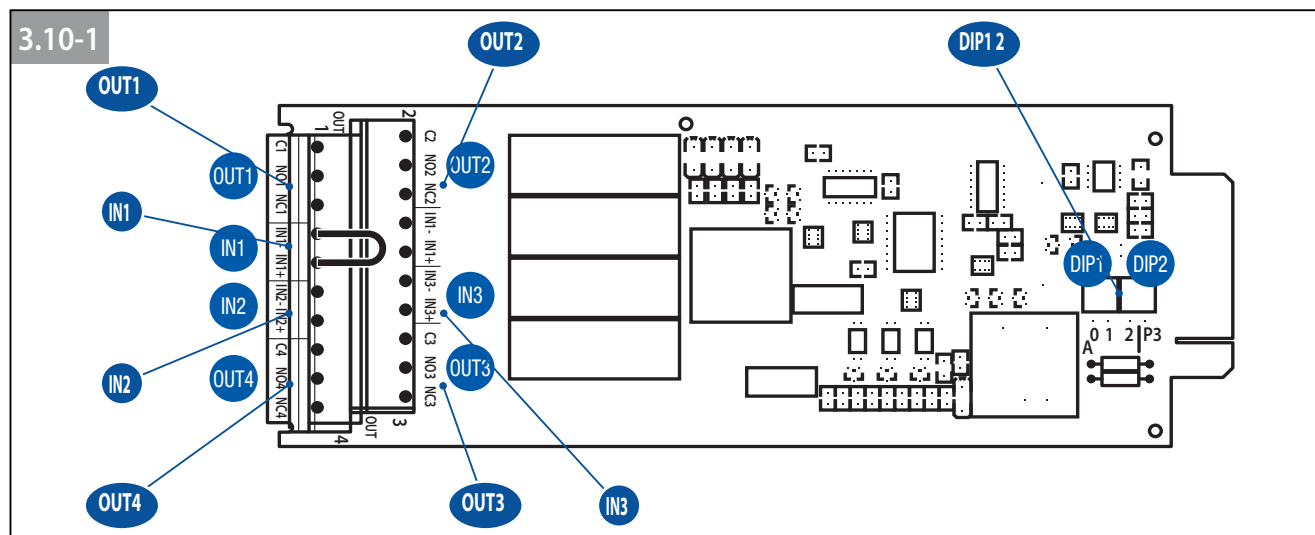 3.10-1
OUT2
DIP1 2
OUT1
OUT
1
2
C1
NO1
NC1
IN1-
IN1+
IN2-
IN2+
C4
NO4
NC4
C2
NO2
NC2
IN1-
IN1+
IN3-
IN3+
C3
NO3
NC3
OUT1
OUT2
IN1
IN1
IN2
IN3
DIP1
DIP2
0 1 2 P3
A
IN2
OUT4
OUT3
4
OUT
3
OUT4
OUT3
IN3